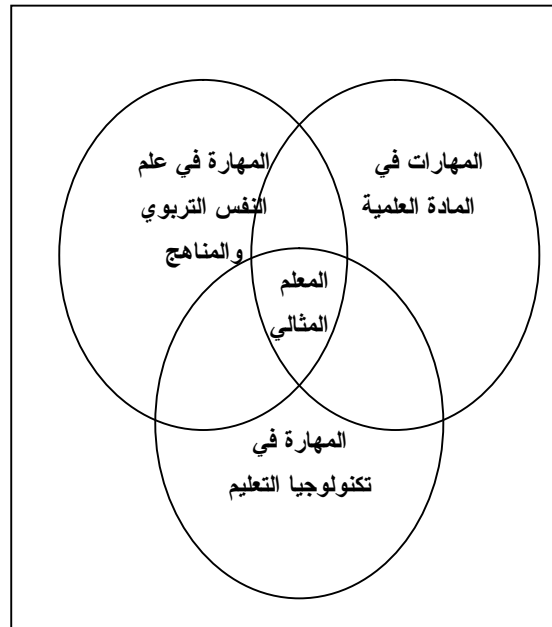 المهارات في
المادة العلمية
المهارة في علم
النفس التربوي
والمناهج
المعلم
المثالي
المهارة في
تكنولوجيا التعليم